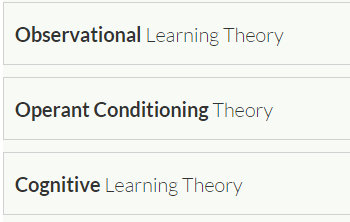 Observational Learning Theory
Operant Conditioning Theory
Cognitive Learning Theory